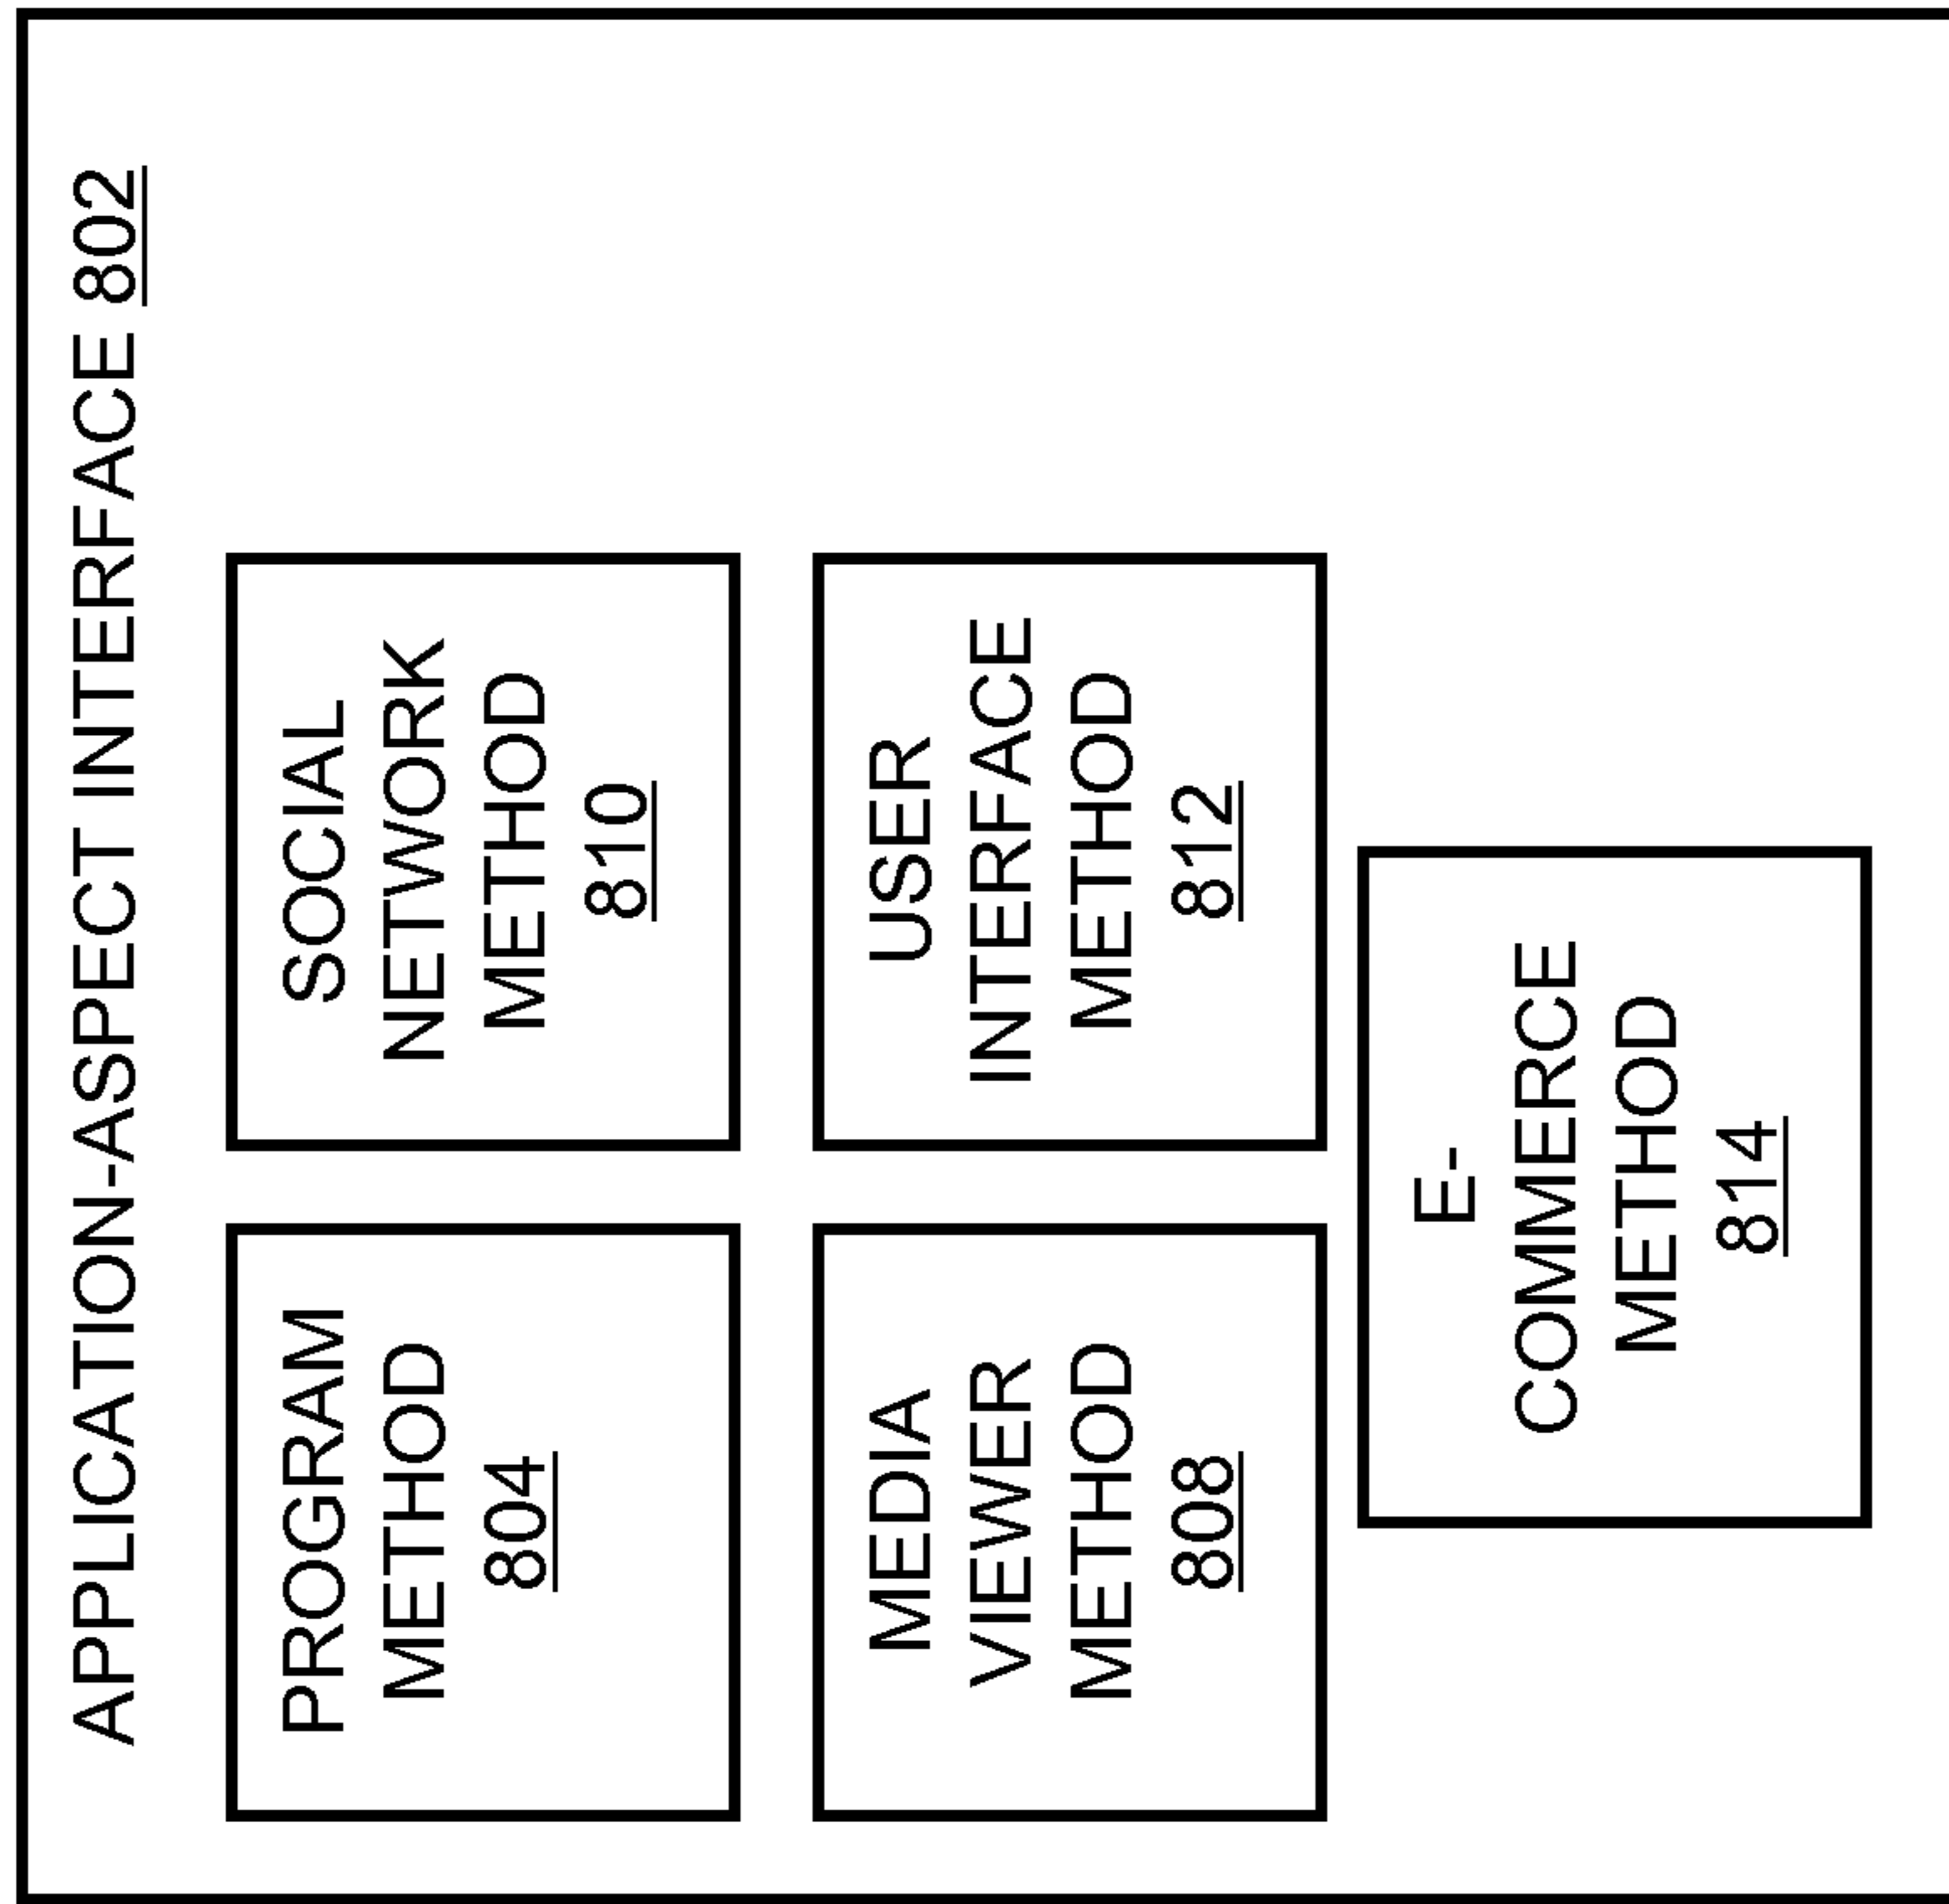 APPLICATION-ASPECT INTERFACE 802
PROGRAM
METHOD
804
SOCIAL
NETWORK
METHOD
810
MEDIA
VIEWER
METHOD
808
USER
INTERFACE
METHOD
812
E-
COMMERCE
METHOD
814